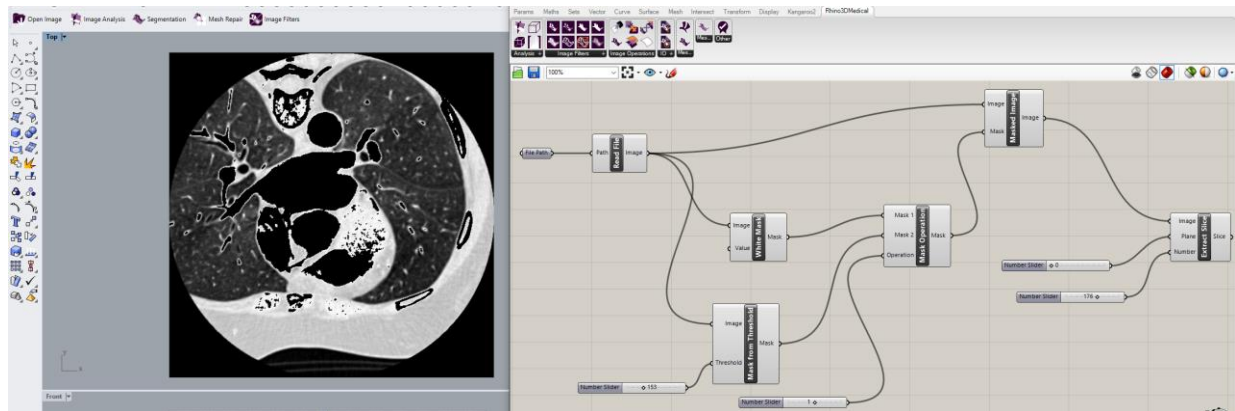 Open Image Image Analysis Segmentation Mesh Repair Image Filters
Top
y
x
Front
Params Maths Sets Vector Curve Surface Mesh Intersect Transform Display Kangaroo2 Rhino3DMedical
Analysis Image Filters Image Operations IO Mes... Mes... Other
100%
File Path
Path Read File Image
Image Mask Masked Image Image
Image Value White Mask Mask
Mask 1 Mask 2 Operation Mask Operation Mask
Image Plane Number Extract Slice Slice
Number Slider 0
Number Slider 176
Image Threshold Mask from Threshold Mask
Number Slider 153
Number Slider 1